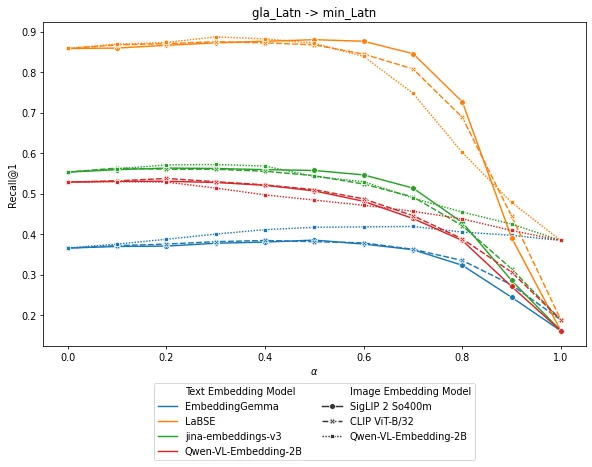 gla_Latn -> min_Latn
Recall@1
0.9
0.8
0.7
0.6
0.5
0.4
0.3
0.2
0.0 0.2 0.4 0.6 0.8 1.0
α
Text Embedding Model Image Embedding Model
EmbeddingGemma SigLIP 2 So400m
LaBSE CLIP ViT-B/32
jina-embeddings-v3 Qwen-VL-Embedding-2B
Qwen-VL-Embedding-2B